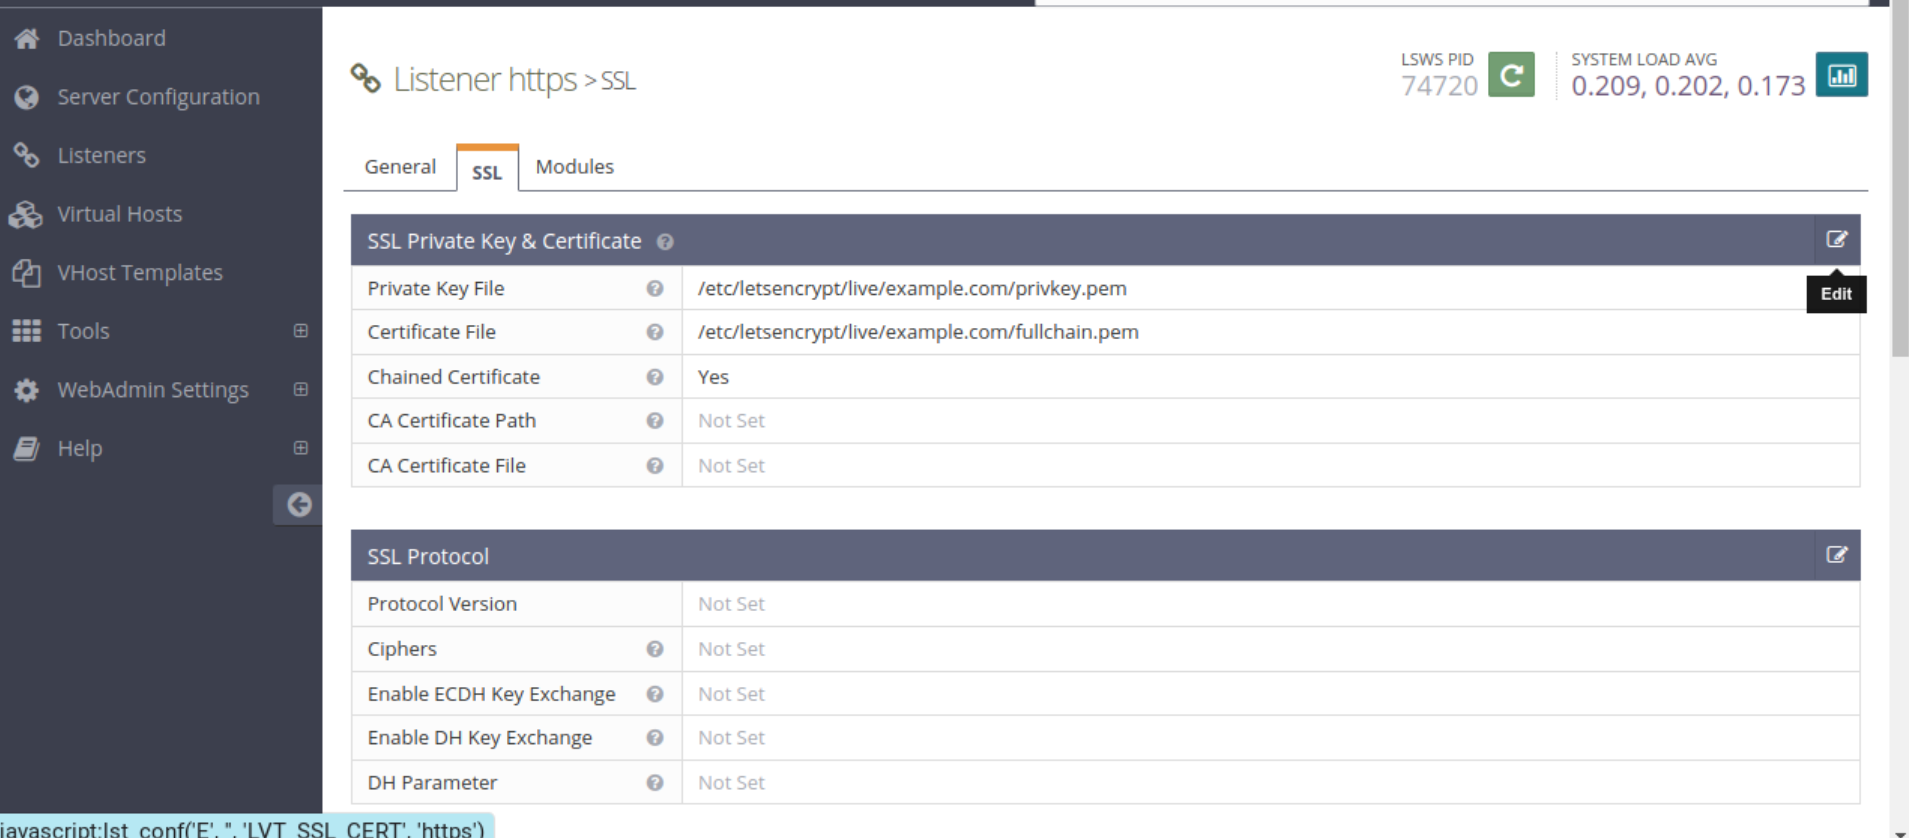 Dashboard
Server Configuration
Listeners
Virtual Hosts
VHost Templates
Tools
WebAdmin Settings
Help
Listener https > SSL
LSWS PID
74720
SYSTEM LOAD AVG
0.209, 0.202, 0.173
General SSL Modules
SSL Private Key & Certificate
Edit
Private Key File /etc/letsencrypt/live/example.com/privkey.pem
Certificate File /etc/letsencrypt/live/example.com/fullchain.pem
Chained Certificate Yes
CA Certificate Path Not Set
CA Certificate File Not Set
SSL Protocol
Protocol Version Not Set
Ciphers Not Set
Enable ECDH Key Exchange Not Set
Enable DH Key Exchange Not Set
DH Parameter Not Set
javascript:lst_conf('E', '', 'LVT_SSL_CERT', 'https')